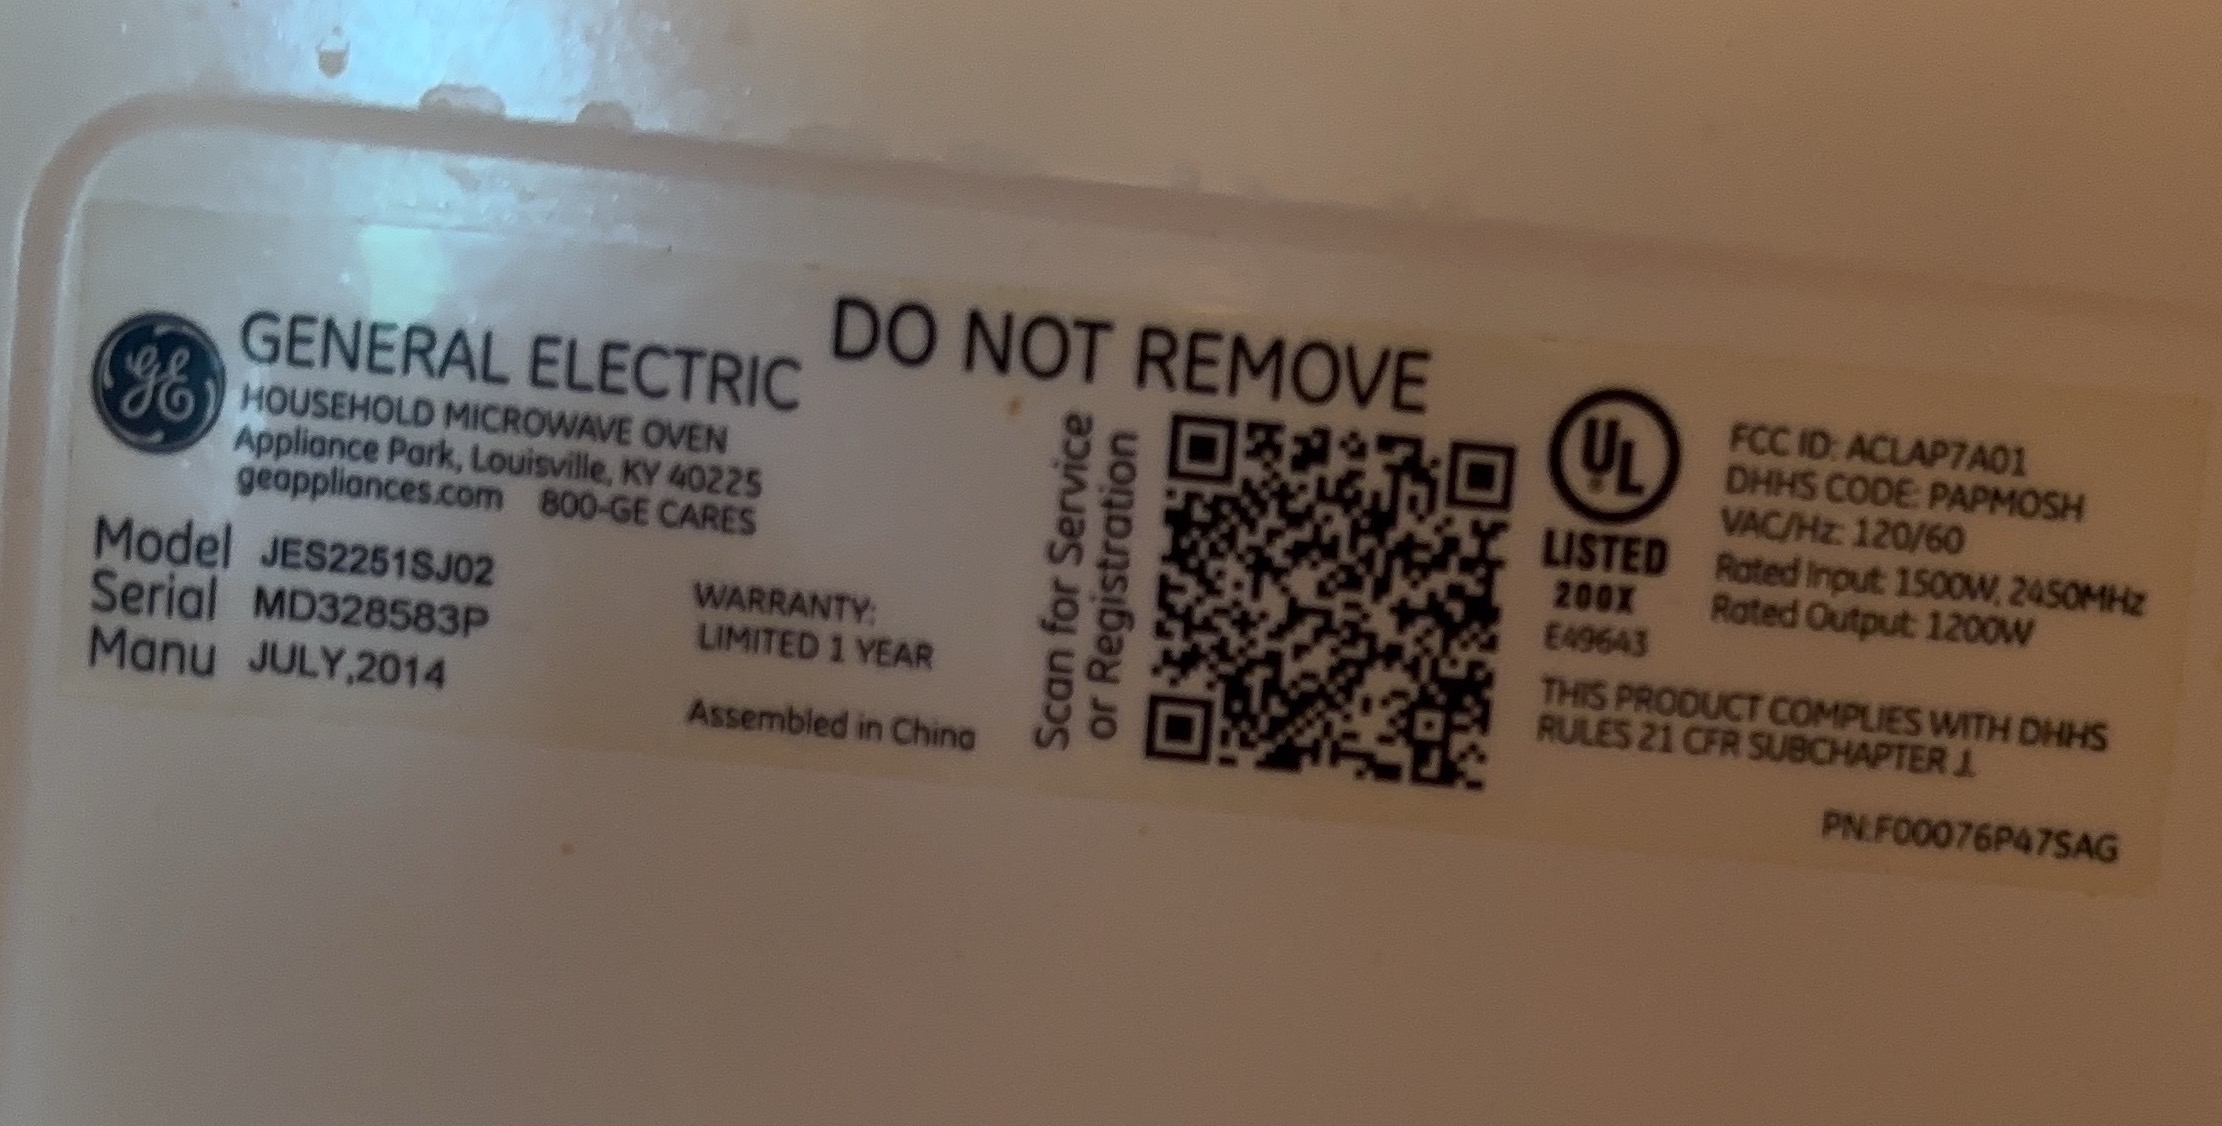 GE
GENERAL ELECTRIC
HOUSEHOLD MICROWAVE OVEN
Appliance Park, Louisville, KY 40225
geappliances.com 800-GE CARES
Model JES2251SJ02
Serial MD328583P
Manu JULY,2014
WARRANTY:
LIMITED 1 YEAR
Assembled in China
DO NOT REMOVE
Scan for Service
or Registration
UL
LISTED
200X
E49643
FCC ID: ACLAP7A01
DHHS CODE: PAPMOSH
VAC/Hz: 120/60
Rated Input: 1500W, 2450MHz
Rated Output: 1200W
THIS PRODUCT COMPLIES WITH DHHS
RULES 21 CFR SUBCHAPTER J.
PN:F00076P47SAG